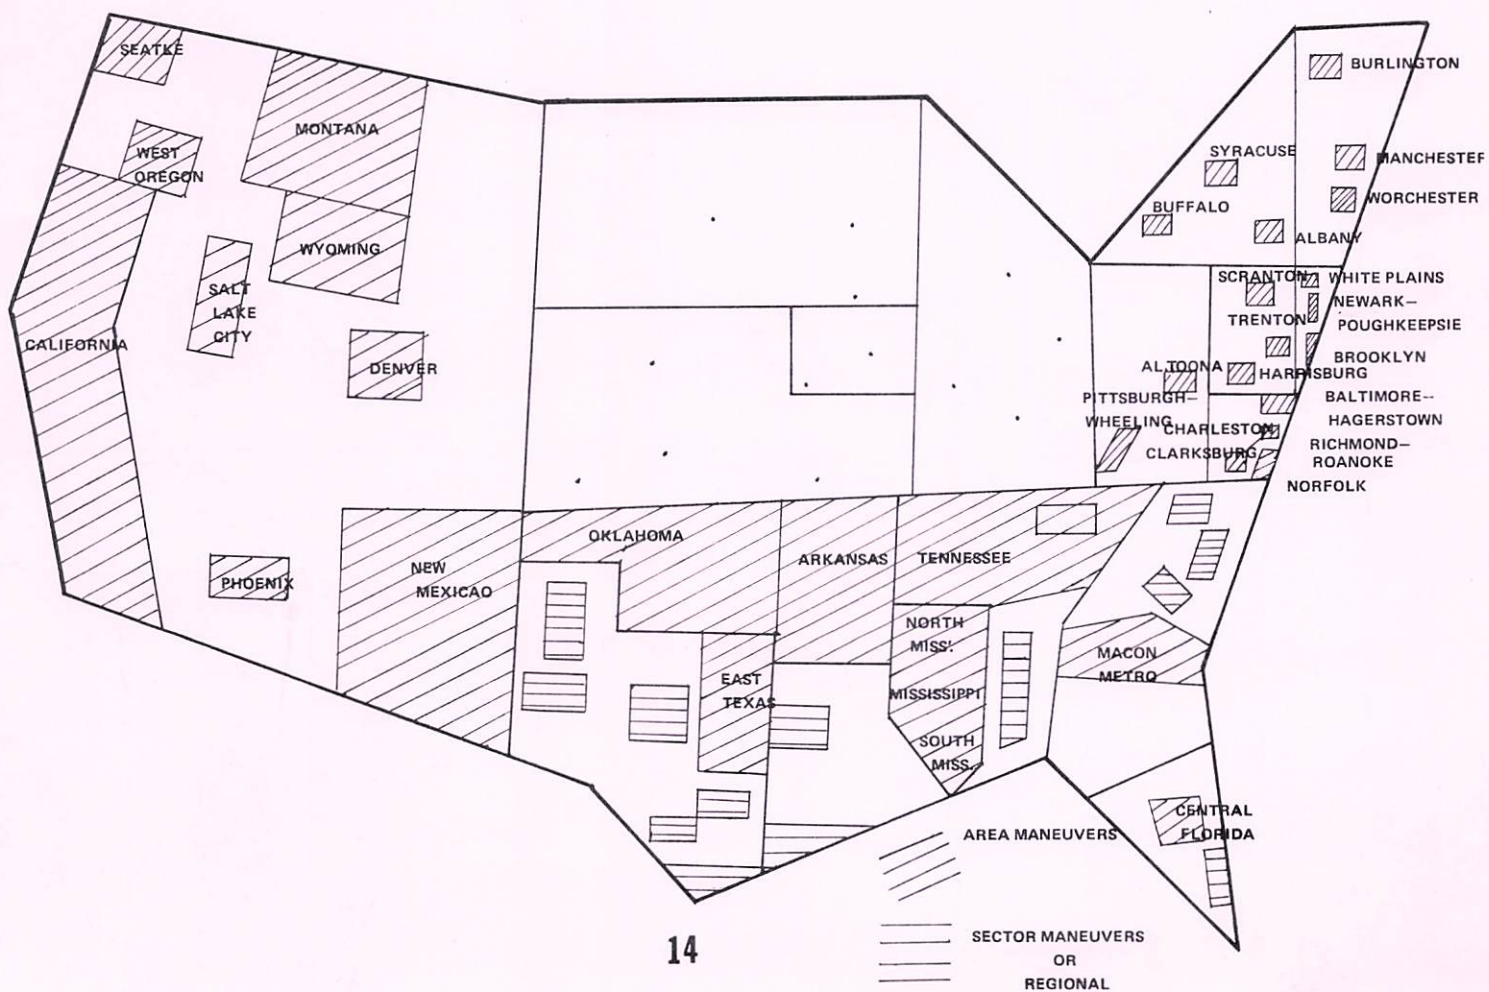 SEATLE
MONTANA
WEST
OREGON
WYOMING
SALT
LAKE
CITY
CALIFORNIA
DENVER
PHOENIX
NEW
MEXICAO
OKLAHOMA
ARKANSAS
TENNESSEE
EAST
TEXAS
NORTH
MISS'.
MISSISSIPPI
SOUTH
MISS.
MACON
METRO
CENTRAL
FLORIDA
BURLINGTON
SYRACUSE
MANCHESTER
BUFFALO
WORCHESTER
ALBANY
SCRANTON
WHITE PLAINS
NEWARK—
POUGHKEEPSIE
TRENTON
BROOKLYN
ALTOONA
HARRISBURG
PITTSBURGH—
WHEELING
BALTIMORE--
HAGERSTOWN
CHARLESTON
CLARKSBURG
RICHMOND—
ROANOKE
NORFOLK
AREA MANEUVERS
SECTOR MANEUVERS
OR
REGIONAL
14